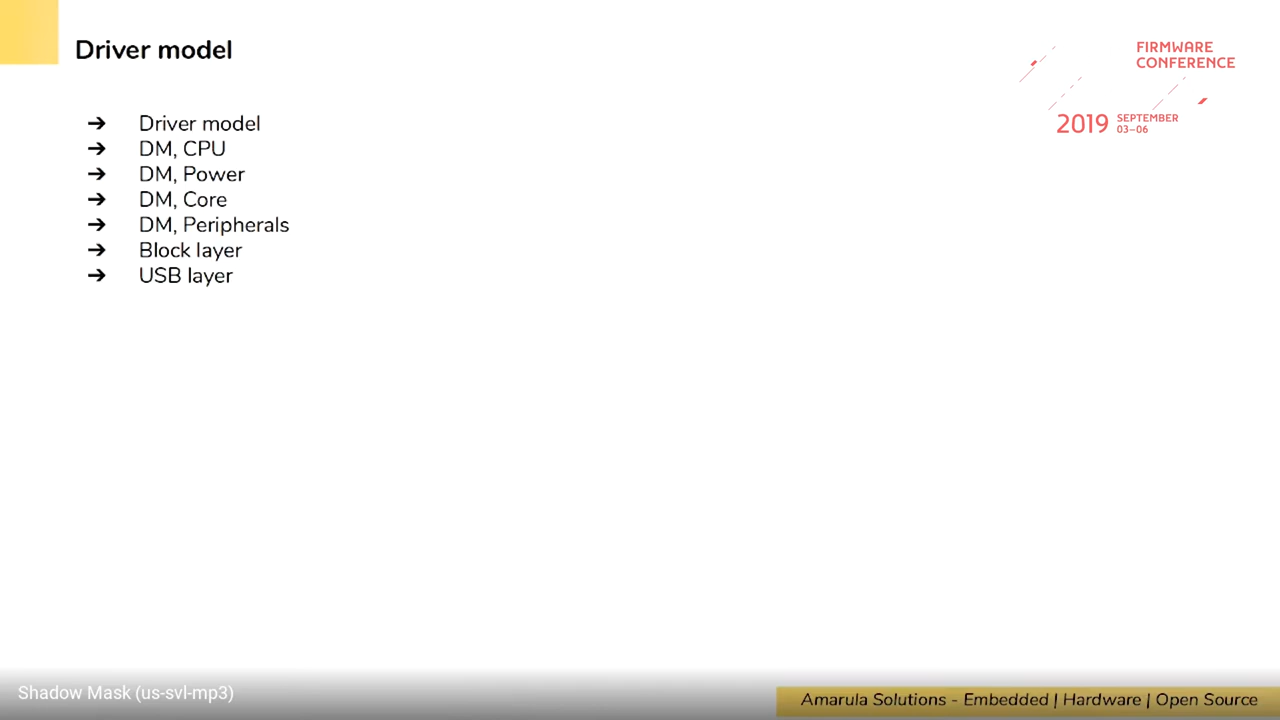 Driver model
FIRMWARE
CONFERENCE
2019 SEPTEMBER
03–06
➔ Driver model
➔ DM, CPU
➔ DM, Power
➔ DM, Core
➔ DM, Peripherals
➔ Block layer
➔ USB layer
Shadow Mask (us-svl-mp3)
Amarula Solutions - Embedded | Hardware | Open Source